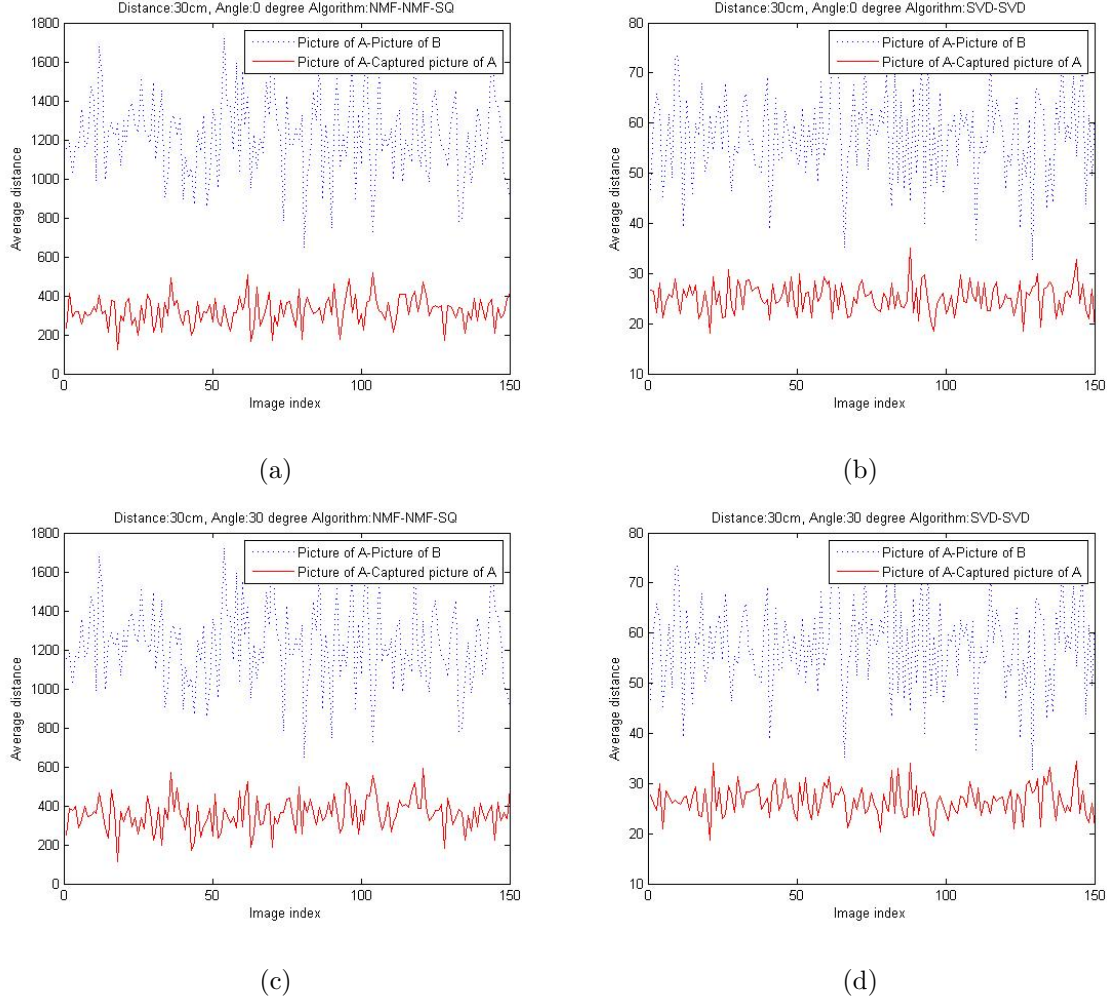 Distance:30cm, Angle:0 degree Algorithm:NMF-NMF-SQ
1800
1600
1400
1200
1000
800
600
400
200
0
Average distance
Picture of A-Picture of B
Picture of A-Captured picture of A
0 50 100 150
Image index
(a)
Distance:30cm, Angle:0 degree Algorithm:SVD-SVD
80
70
60
50
40
30
20
10
Average distance
Picture of A-Picture of B
Picture of A-Captured picture of A
0 50 100 150
Image index
(b)
Distance:30cm, Angle:30 degree Algorithm:NMF-NMF-SQ
1800
1600
1400
1200
1000
800
600
400
200
0
Average distance
Picture of A-Picture of B
Picture of A-Captured picture of A
0 50 100 150
Image index
(c)
Distance:30cm, Angle:30 degree Algorithm:SVD-SVD
80
70
60
50
40
30
20
10
Average distance
Picture of A-Picture of B
Picture of A-Captured picture of A
0 50 100 150
Image index
(d)